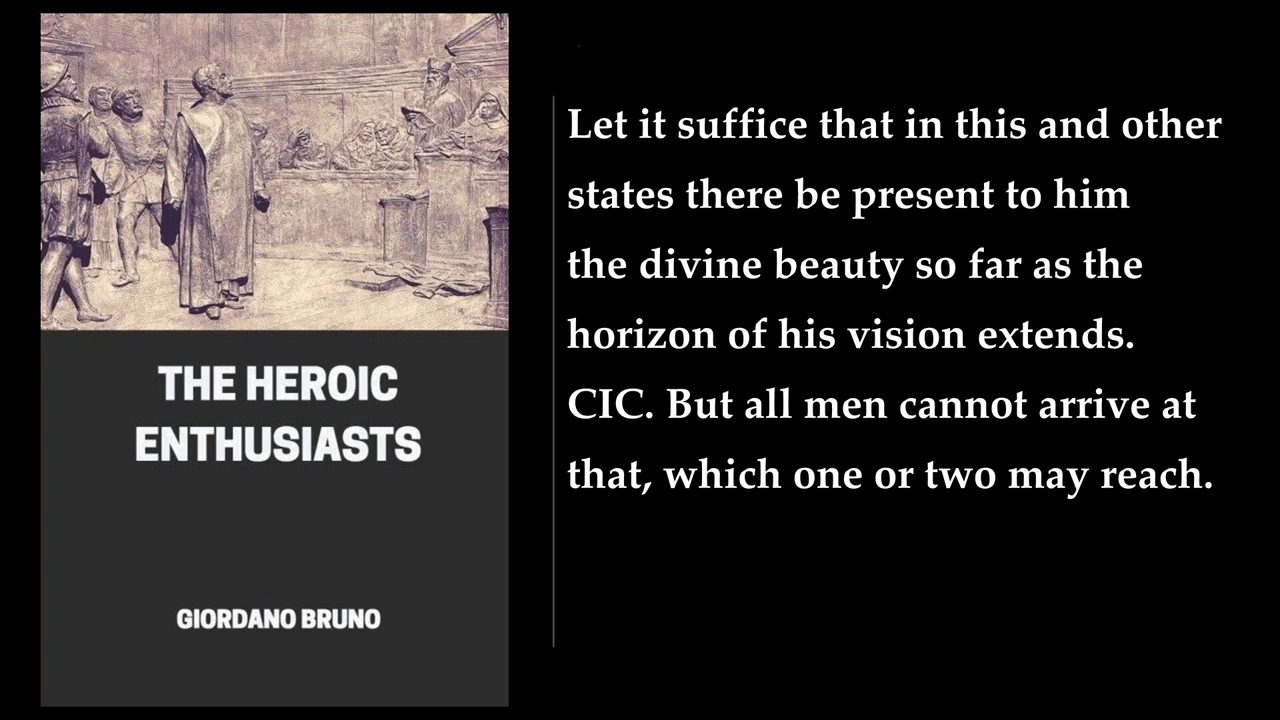 THE HEROIC
ENTHUSIASTS
GIORDANO BRUNO
Let it suffice that in this and other
states there be present to him
the divine beauty so far as the
horizon of his vision extends.
CIC. But all men cannot arrive at
that, which one or two may reach.